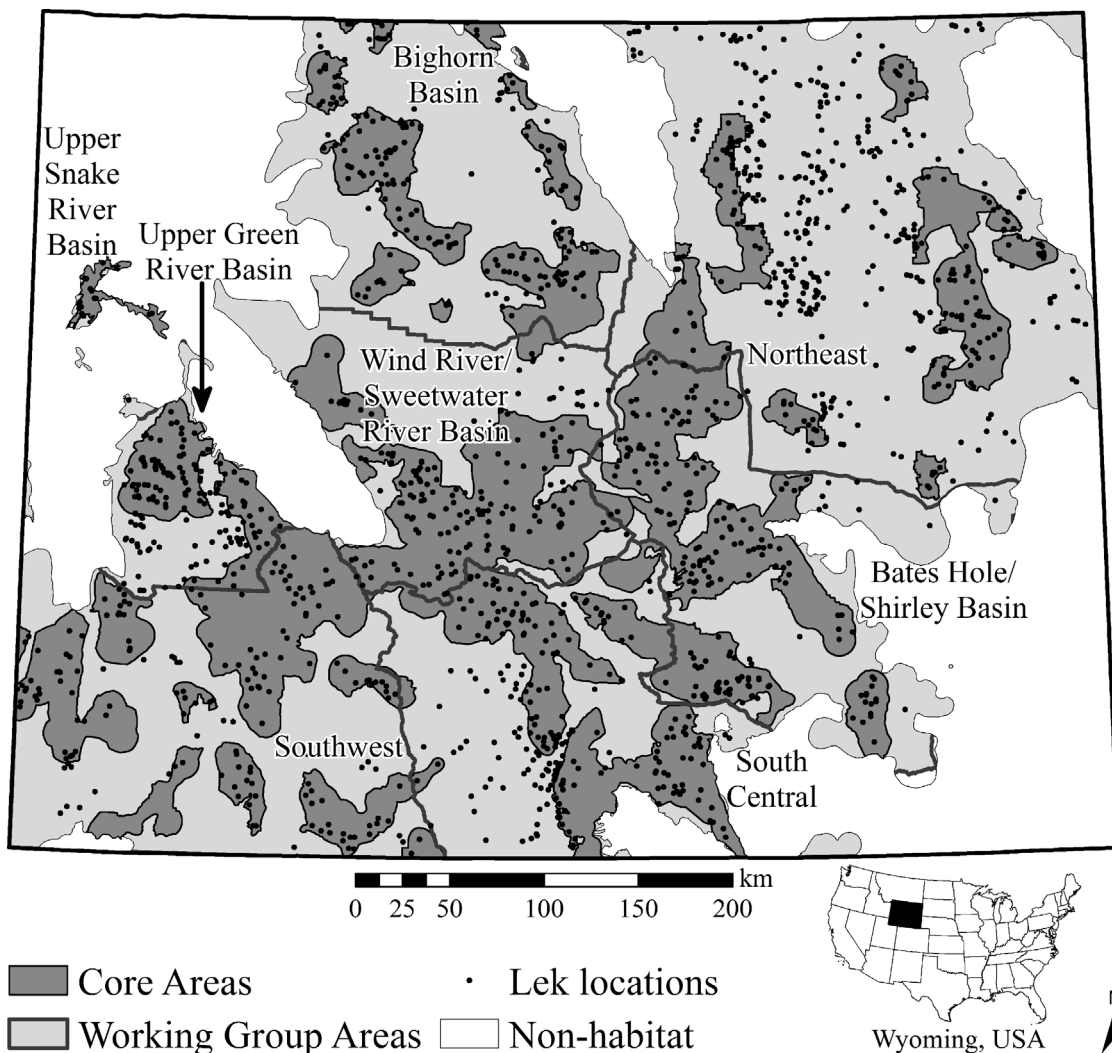 Bighorn
Basin
Upper
Snake
River
Basin
Upper Green
River Basin
Wind River/
Sweetwater
River Basin
Northeast
Bates Hole/
Shirley Basin
Southwest
South
Central
km
0 25 50 100 150 200
Core Areas
Lek locations
Working Group Areas
Non-habitat
Wyoming, USA